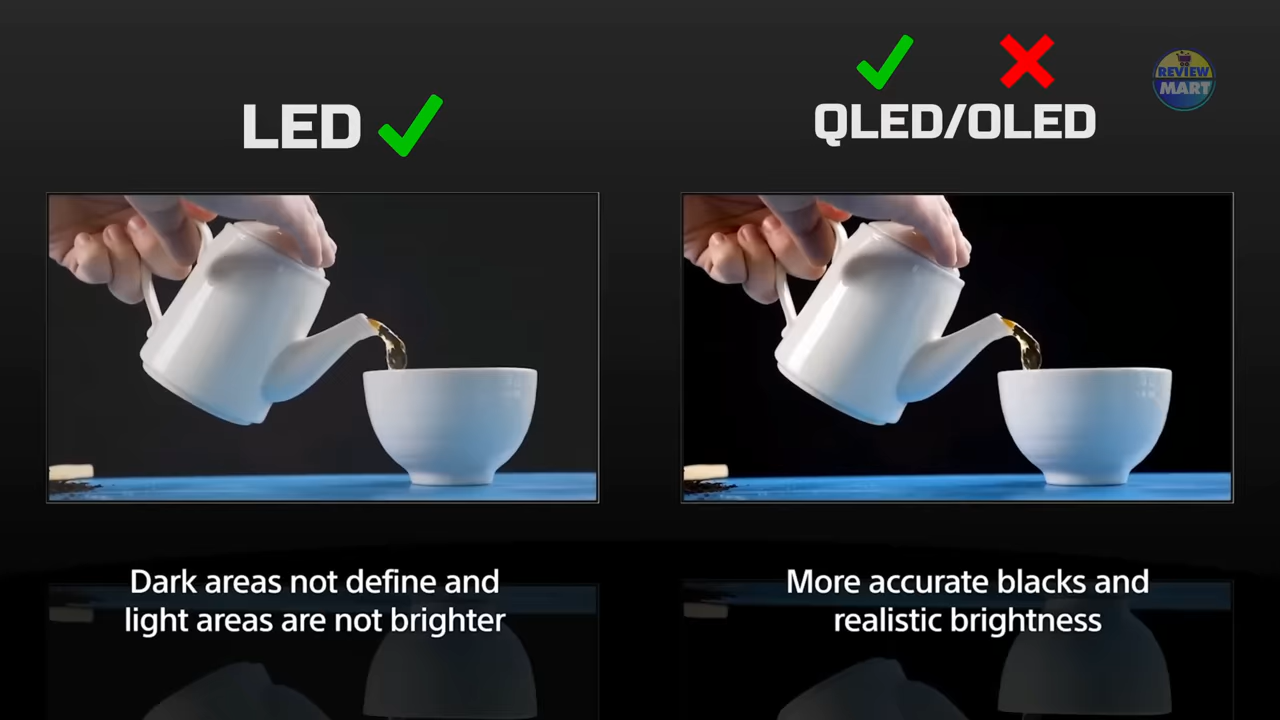 LED
QLED/OLED
REVIEW
MART
Dark areas not define and
light areas are not brighter
More accurate blacks and
realistic brightness